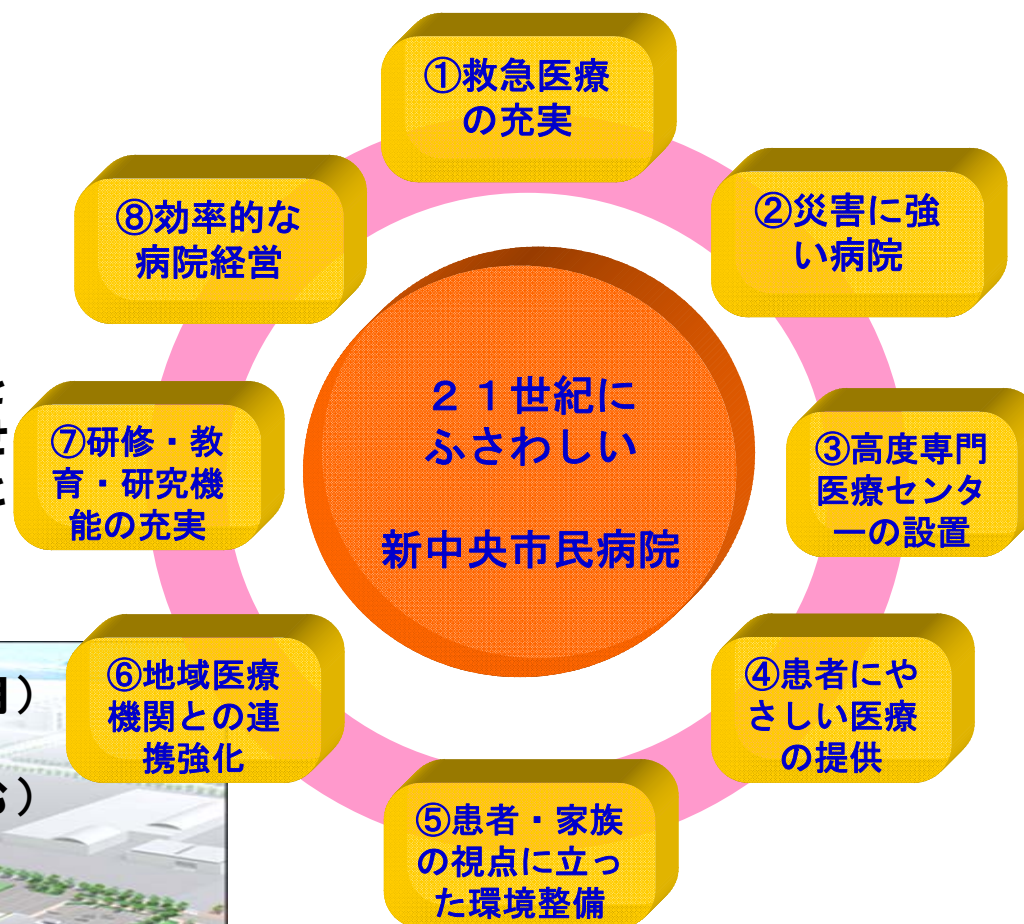 ①救急医療
の充実
②災害に強
い病院
③高度専門
医療センタ
ーの設置
④患者にや
さしい医療
の提供
⑤患者・家族
の視点に立っ
た環境整備
⑥地域医療
機関との連
携強化
⑦研修・教
育・研究機
能の充実
⑧効率的な
病院経営
２１世紀に
ふさわしい
新中央市民病院
）
）